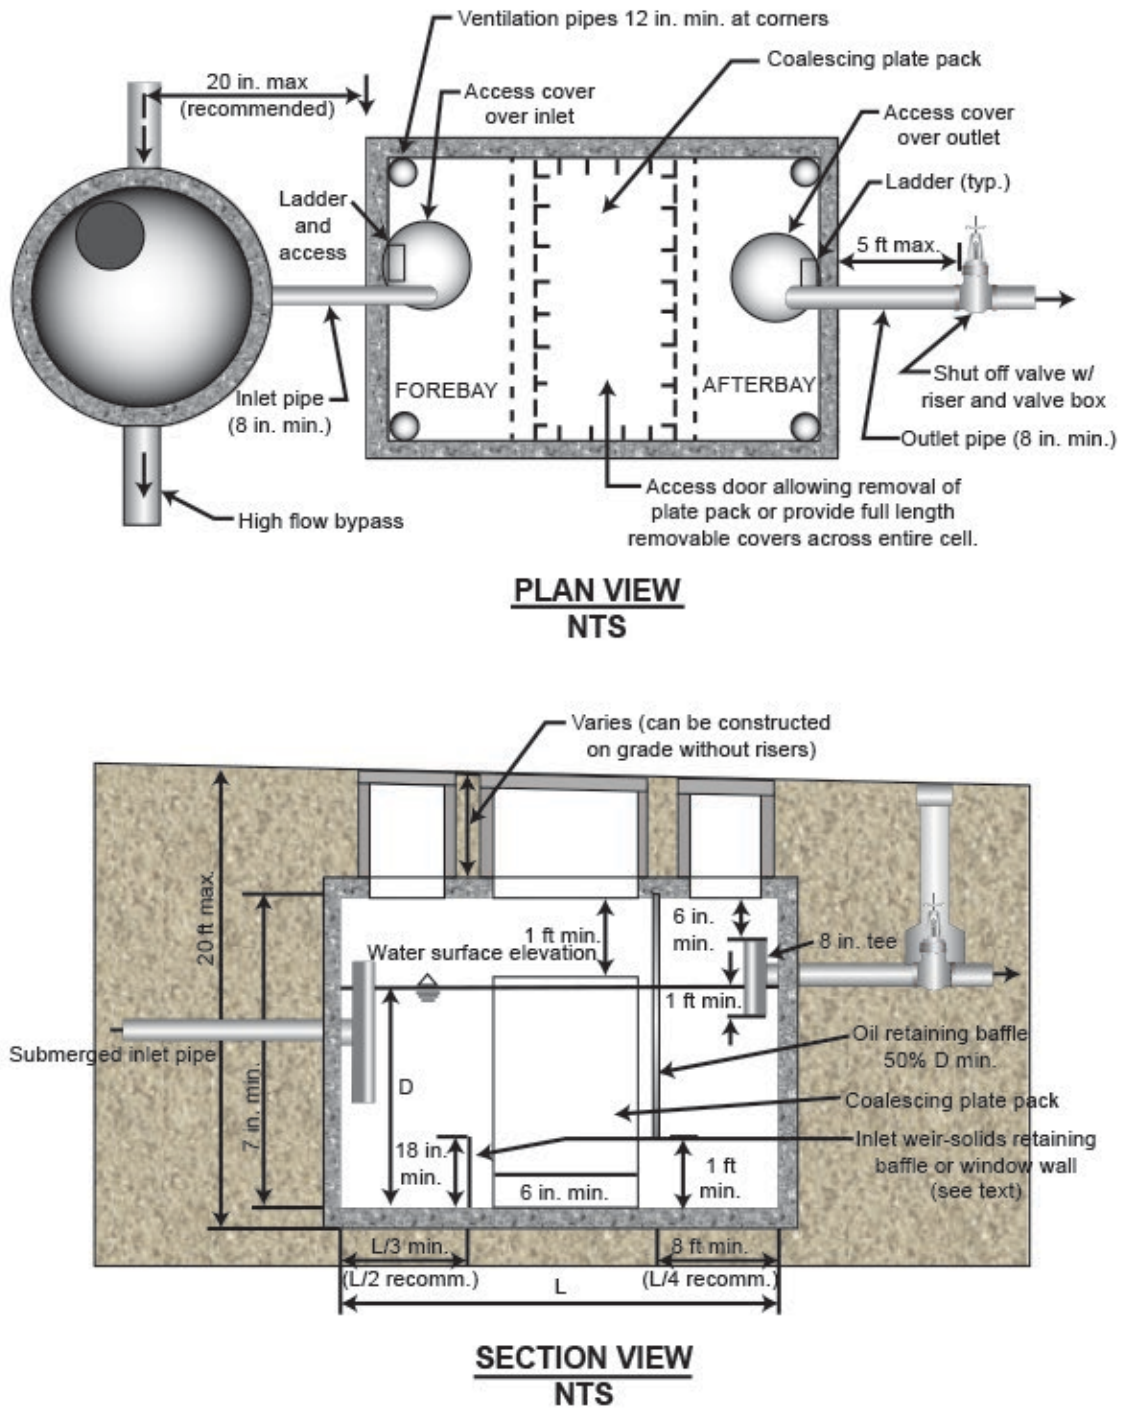 Ventilation pipes 12 in. min. at corners
Coalescing plate pack
20 in. max
(recommended)
Access cover
over inlet
Access cover
over outlet
Ladder (typ.)
Ladder
and
access
5 ft max.
FOREBAY
AFTERBAY
Inlet pipe
(8 in. min.)
Shut off valve w/
riser and valve box
Outlet pipe (8 in. min.)
Access door allowing removal of
plate pack or provide full length
removable covers across entire cell.
High flow bypass
PLAN VIEW
NTS
Varies (can be constructed
on grade without risers)
20 ft max.
7 in. min.
1 ft min.
6 in.
min.
8 in. tee
Water surface elevation
1 ft min.
Submerged inlet pipe
Oil retaining baffle
50% D min.
D
Coalescing plate pack
18 in.
min.
6 in. min.
1 ft
min.
Inlet weir-solids retaining
baffle or window wall
(see text)
L/3 min.
(L/2 recomm.)
8 ft min.
(L/4 recomm.)
L
SECTION VIEW
NTS